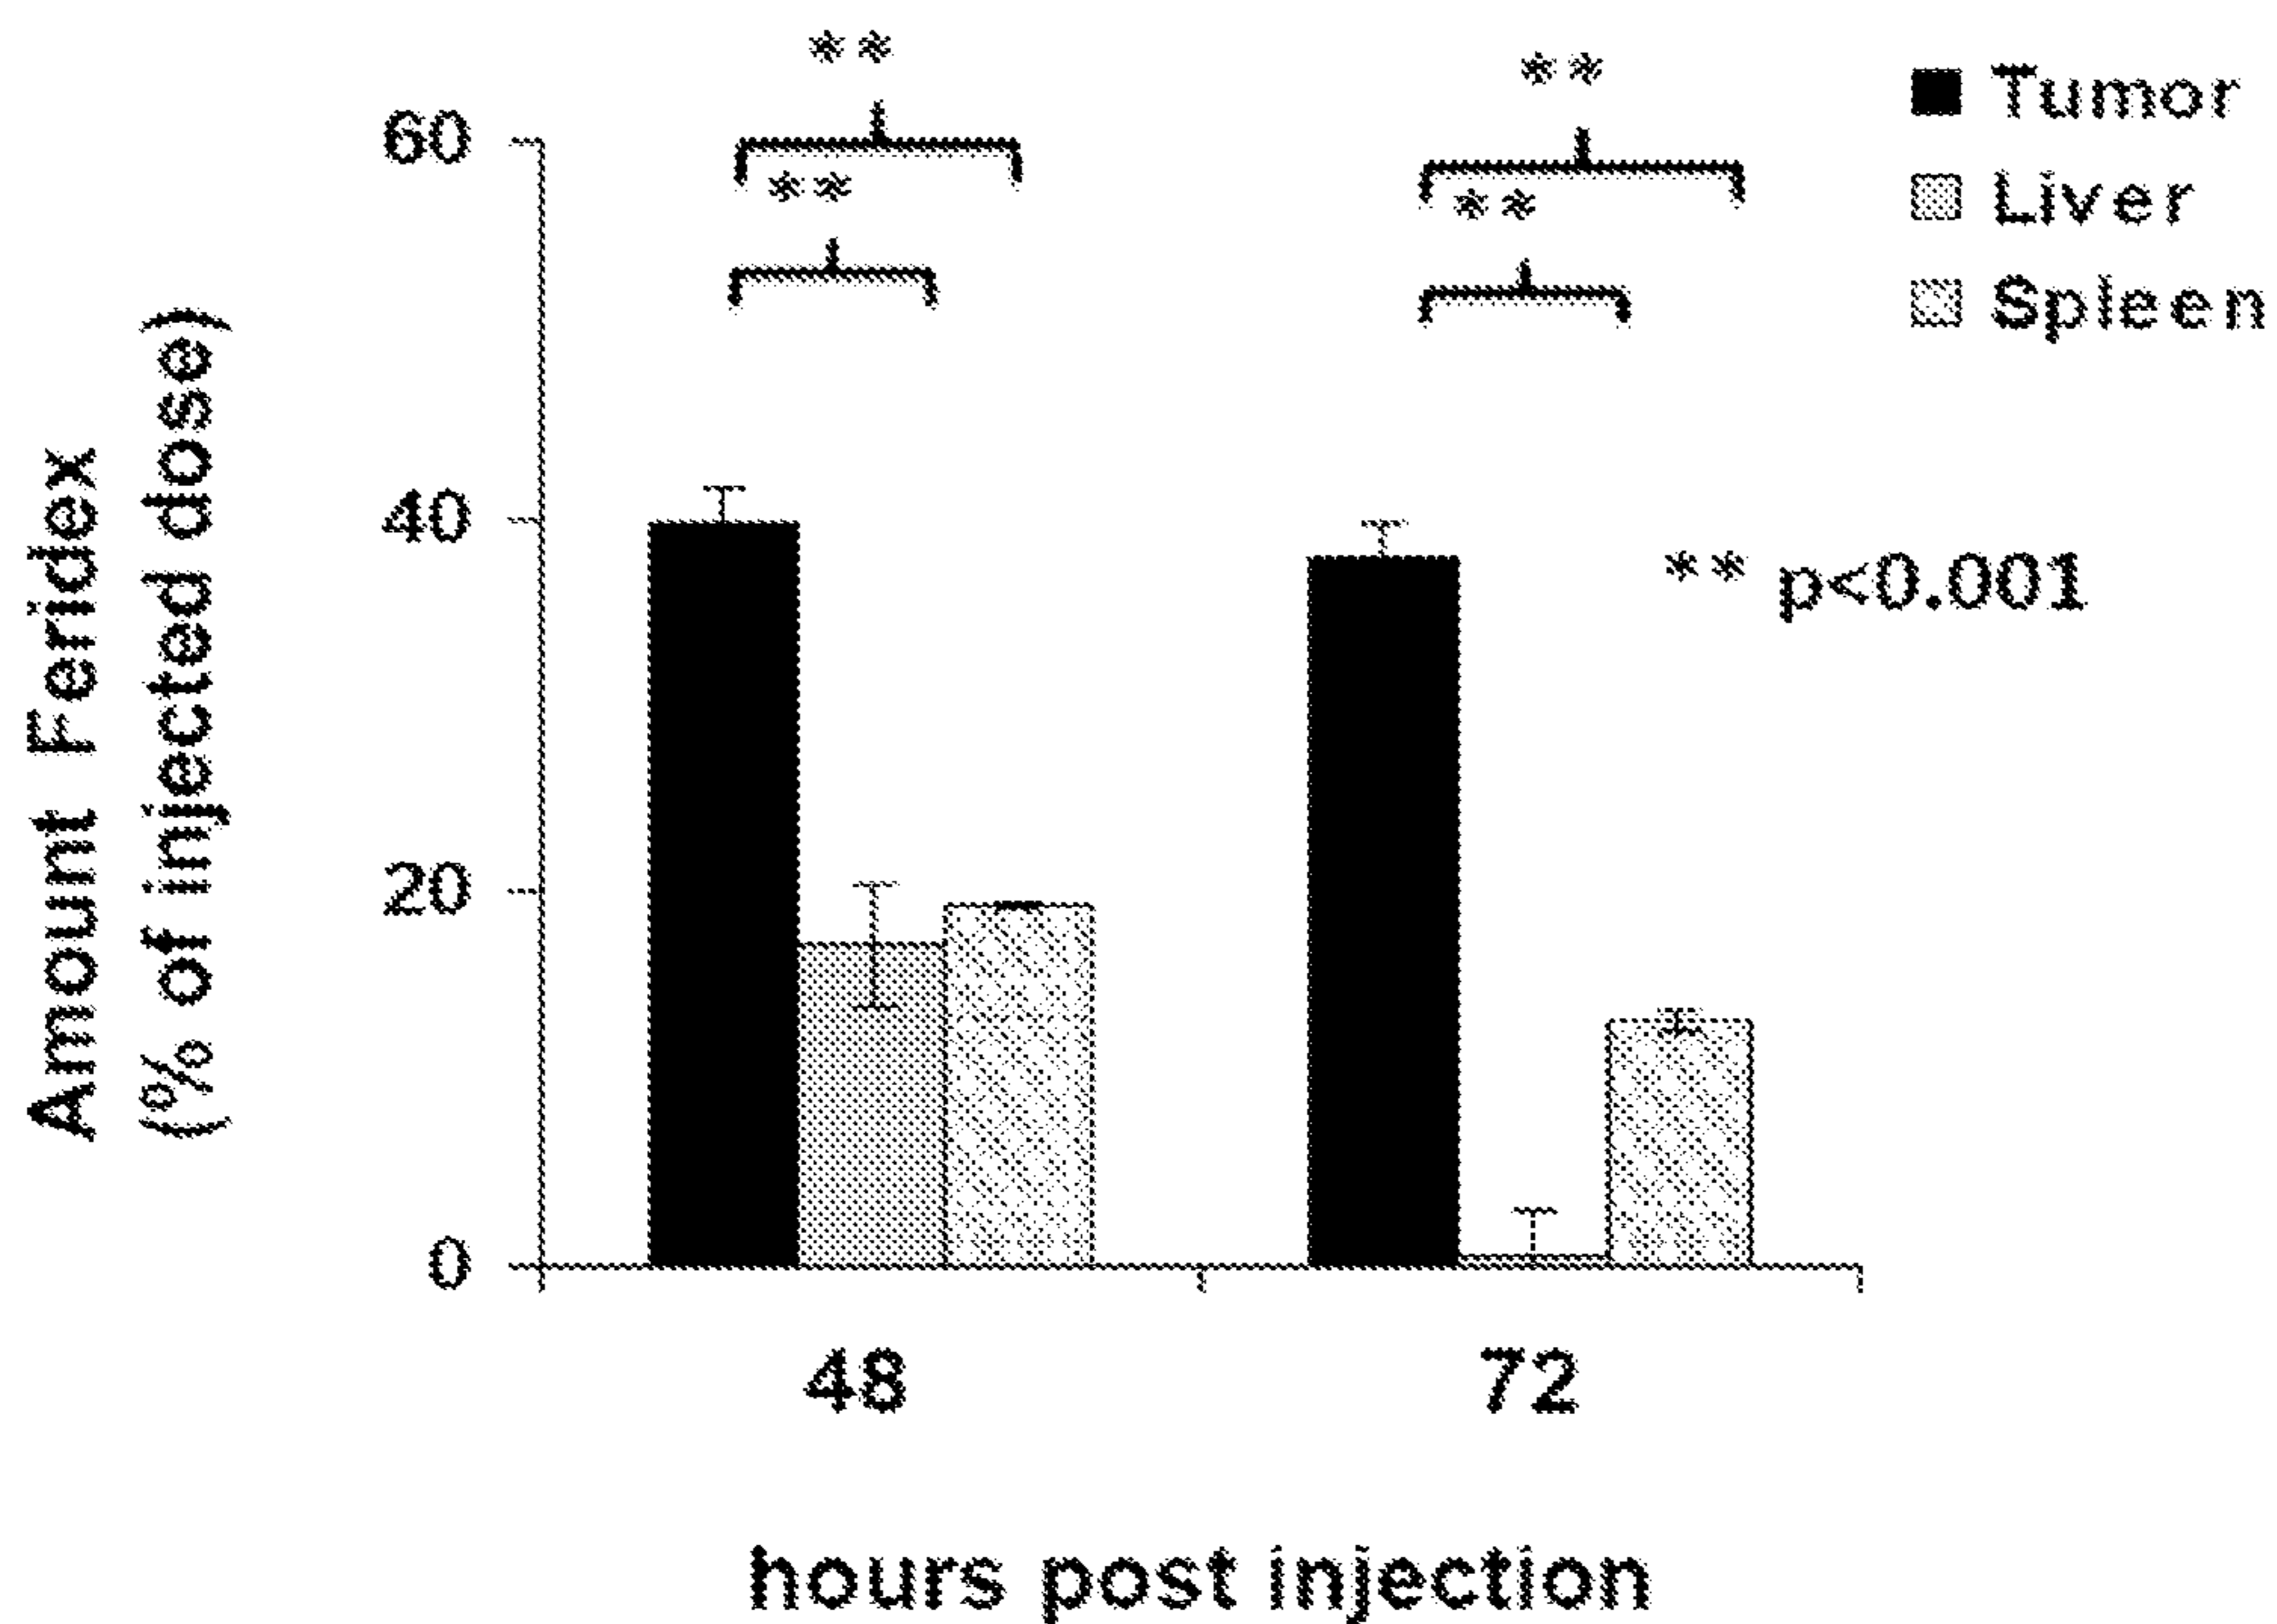 **
**
60
**
**
Tumor
Liver
Spleen
Amount Feridex
(% of injected dose)
40
** p<0.001
20
0
48
72
hours post injection